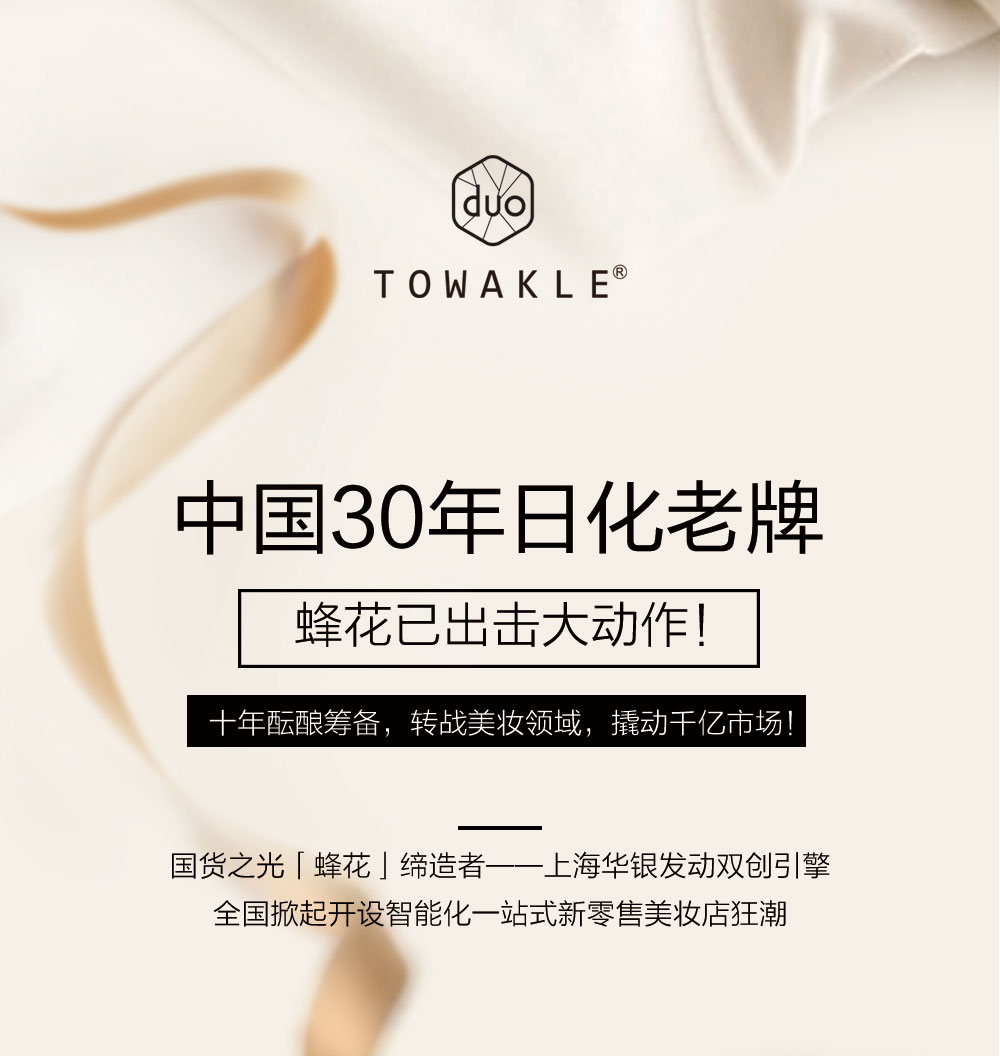 duo
TOWAKLE®
中国30年日化老牌
蜂花已出击大动作！
十年酝酿筹备，转战美妆领域，撬动千亿市场！
国货之光「蜂花」缔造者——上海华银发动双创引擎
全国掀起开设智能化一站式新零售美妆店狂潮